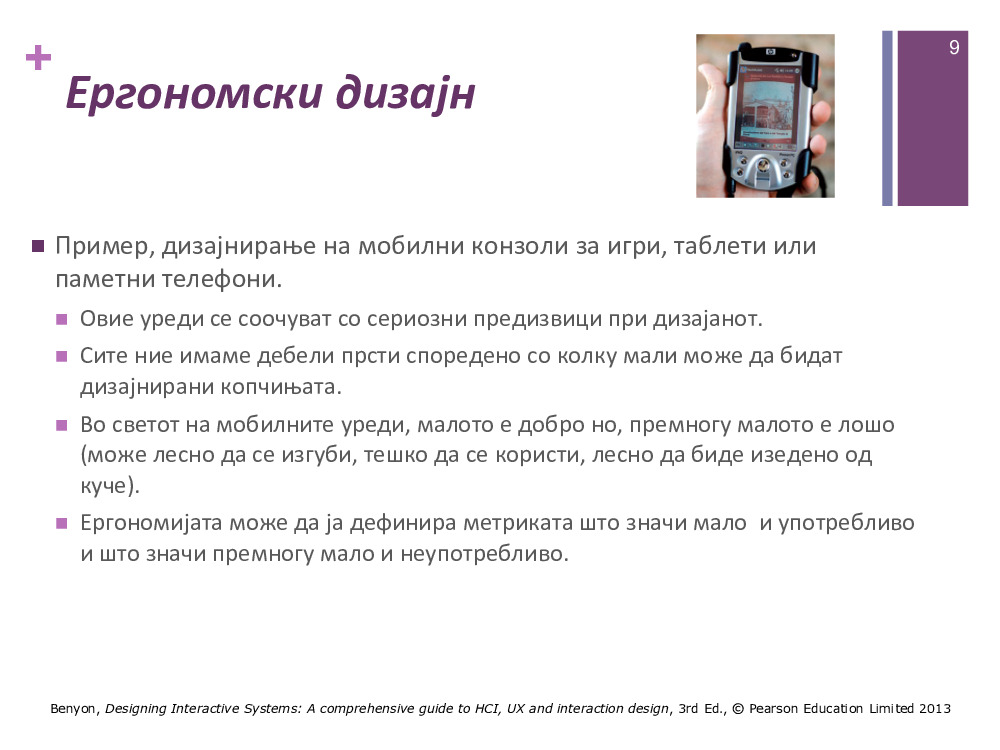 9
+
Ергономски дизајн
Пример, дизајнирање на мобилни конзоли за игри, таблети или
паметни телефони.
Овие уреди се соочуват со сериозни предизвици при дизајанот.
Сите ние имаме дебели прсти споредено со колку мали може да бидат
дизајнирани копчињата.
Во светот на мобилните уреди, малото е добро но, премногу малото е лошо
(може лесно да се изгуби, тешко да се користи, лесно да биде изедено од
куче).
Ергономијата може да ја дефинира метриката што значи мало  и употребливо
и што значи премногу мало и неупотребливо.
Benyon, Designing Interactive Systems: A comprehensive guide to HCI, UX and interaction design, 3rd Ed., © Pearson Education Limited 2013